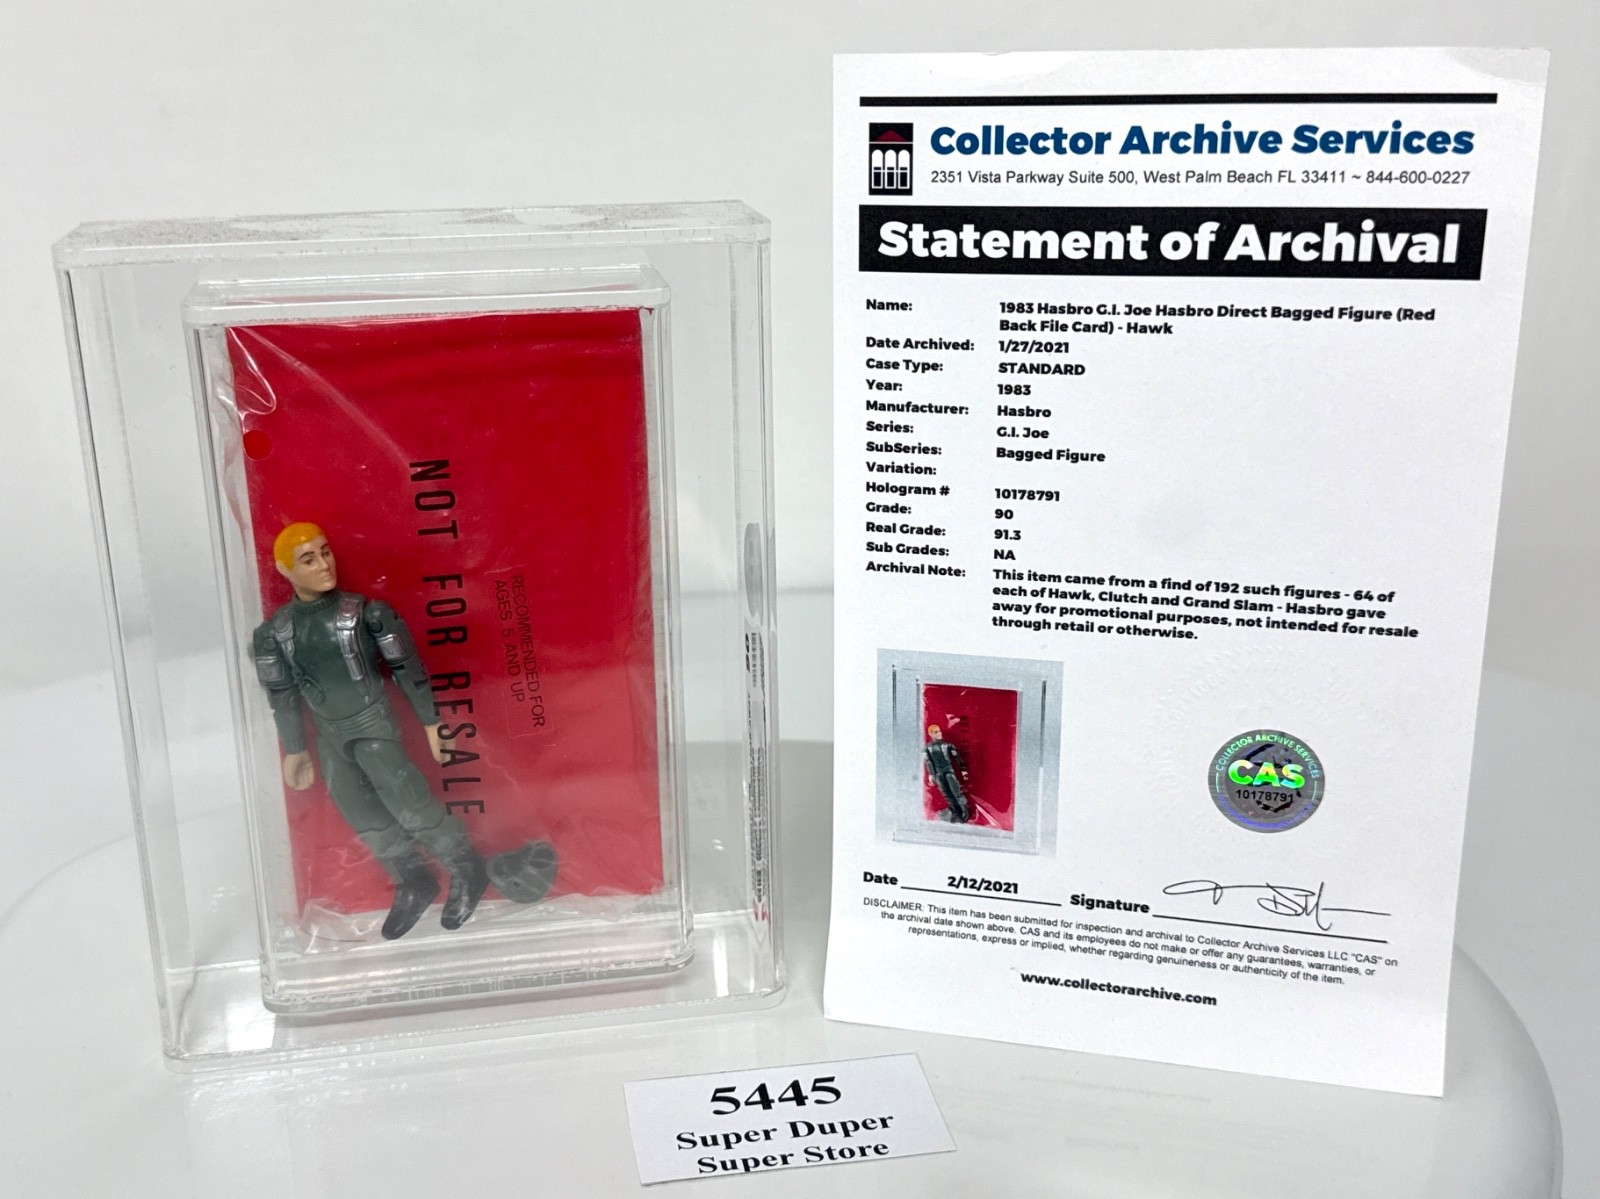 NOT FOR RESALE
RECOMMENDED FOR
AGES 5 AND UP
Collector Archive Services
2351 Vista Parkway Suite 500, West Palm Beach FL 33411 ~ 844-600-0227
Statement of Archival
Name: 1983 Hasbro G.I. Joe Hasbro Direct Bagged Figure (Red
Back File Card) - Hawk
Date Archived: 1/27/2021
Case Type: STANDARD
Year: 1983
Manufacturer: Hasbro
Series: G.I. Joe
SubSeries: Bagged Figure
Variation:
Hologram # 10178791
Grade: 90
Real Grade: 91.3
Sub Grades: NA
Archival Note: This item came from a find of 192 such figures - 64 of
each of Hawk, Clutch and Grand Slam - Hasbro gave
away for promotional purposes, not intended for resale
through retail or otherwise.
COLLECTOR ARCHIVE SERVICES
CAS
10178791
Date 2/12/2021 Signature
DISCLAIMER: This item has been submitted for inspection and archival to Collector Archive Services LLC "CAS" on
the archival date shown above. CAS and its employees do not make or offer any guarantees, warranties, or
representations, express or implied, whether regarding genuineness or authenticity of the item.
www.collectorarchive.com
5445
Super Duper
Super Store